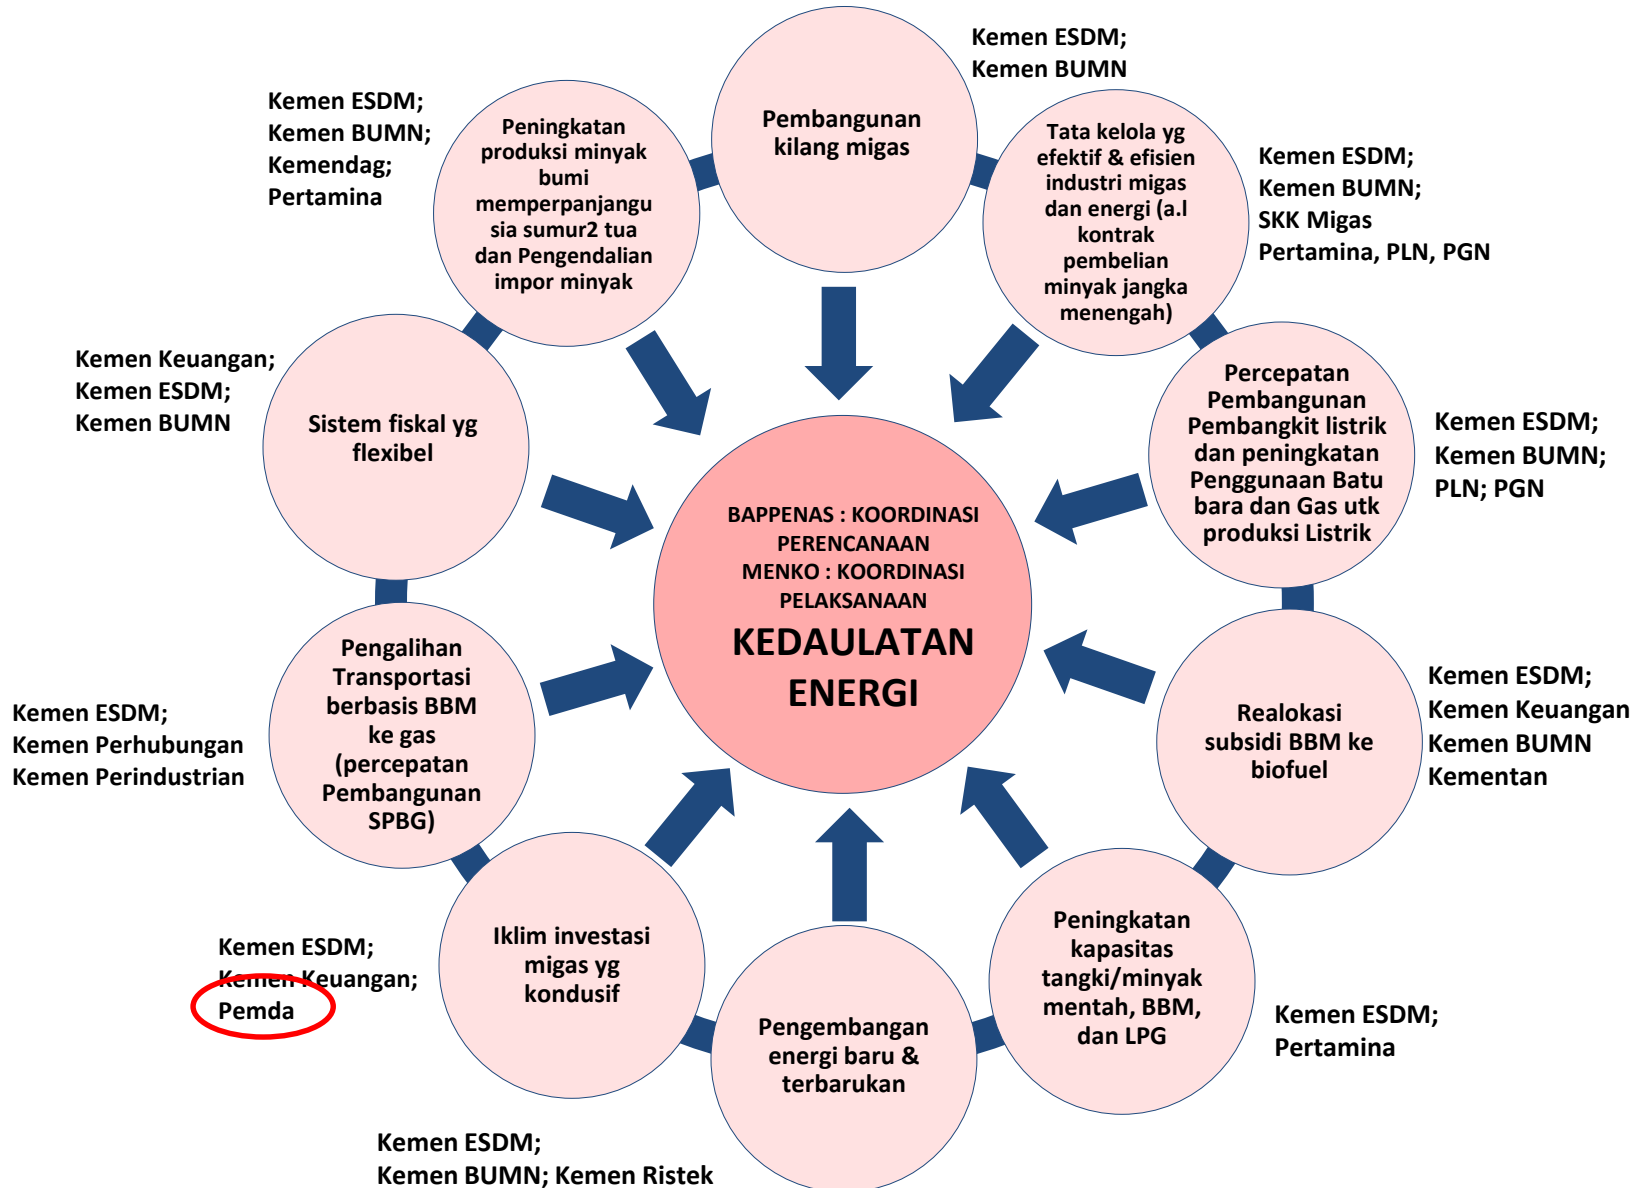 Kemen ESDM;
Kemen BUMN
Pembangunan
kilang migas
Kemen ESDM;
Kemen BUMN;
Kemendag;
Pertamina
Peningkatan
produksi minyak
bumi
memperpanjangu
sia sumur2 tua
dan Pengendalian
impor minyak
Tata kelola yg
efektif & efisien
industri migas
dan energi (a.l
kontrak
pembelian
minyak jangka
menengah)
Kemen ESDM;
Kemen BUMN;
SKK Migas
Pertamina, PLN, PGN
Kemen Keuangan;
Kemen ESDM;
Kemen BUMN
Sistem fiskal yg
flexibel
Percepatan
Pembangunan
Pembangkit listrik
dan peningkatan
Penggunaan Batu
bara dan Gas utk
produksi Listrik
Kemen ESDM;
Kemen BUMN;
PLN; PGN
BAPPENAS : KOORDINASI
PERENCANAAN
MENKO : KOORDINASI
PELAKSANAAN
KEDAULATAN
ENERGI
Kemen ESDM;
Kemen Perhubungan
Kemen Perindustrian
Pengalihan
Transportasi
berbasis BBM
ke gas
(percepatan
Pembangunan
SPBG)
Realokasi
subsidi BBM ke
biofuel
Kemen ESDM;
Kemen Keuangan
Kemen BUMN
Kementan
Kemen ESDM;
Kemen Keuangan;
Pemda
Iklim investasi
migas yg
kondusif
Peningkatan
kapasitas
tangki/minyak
mentah, BBM,
dan LPG
Kemen ESDM;
Pertamina
Pengembangan
energi baru &
terbarukan
Kemen ESDM;
Kemen BUMN; Kemen Ristek